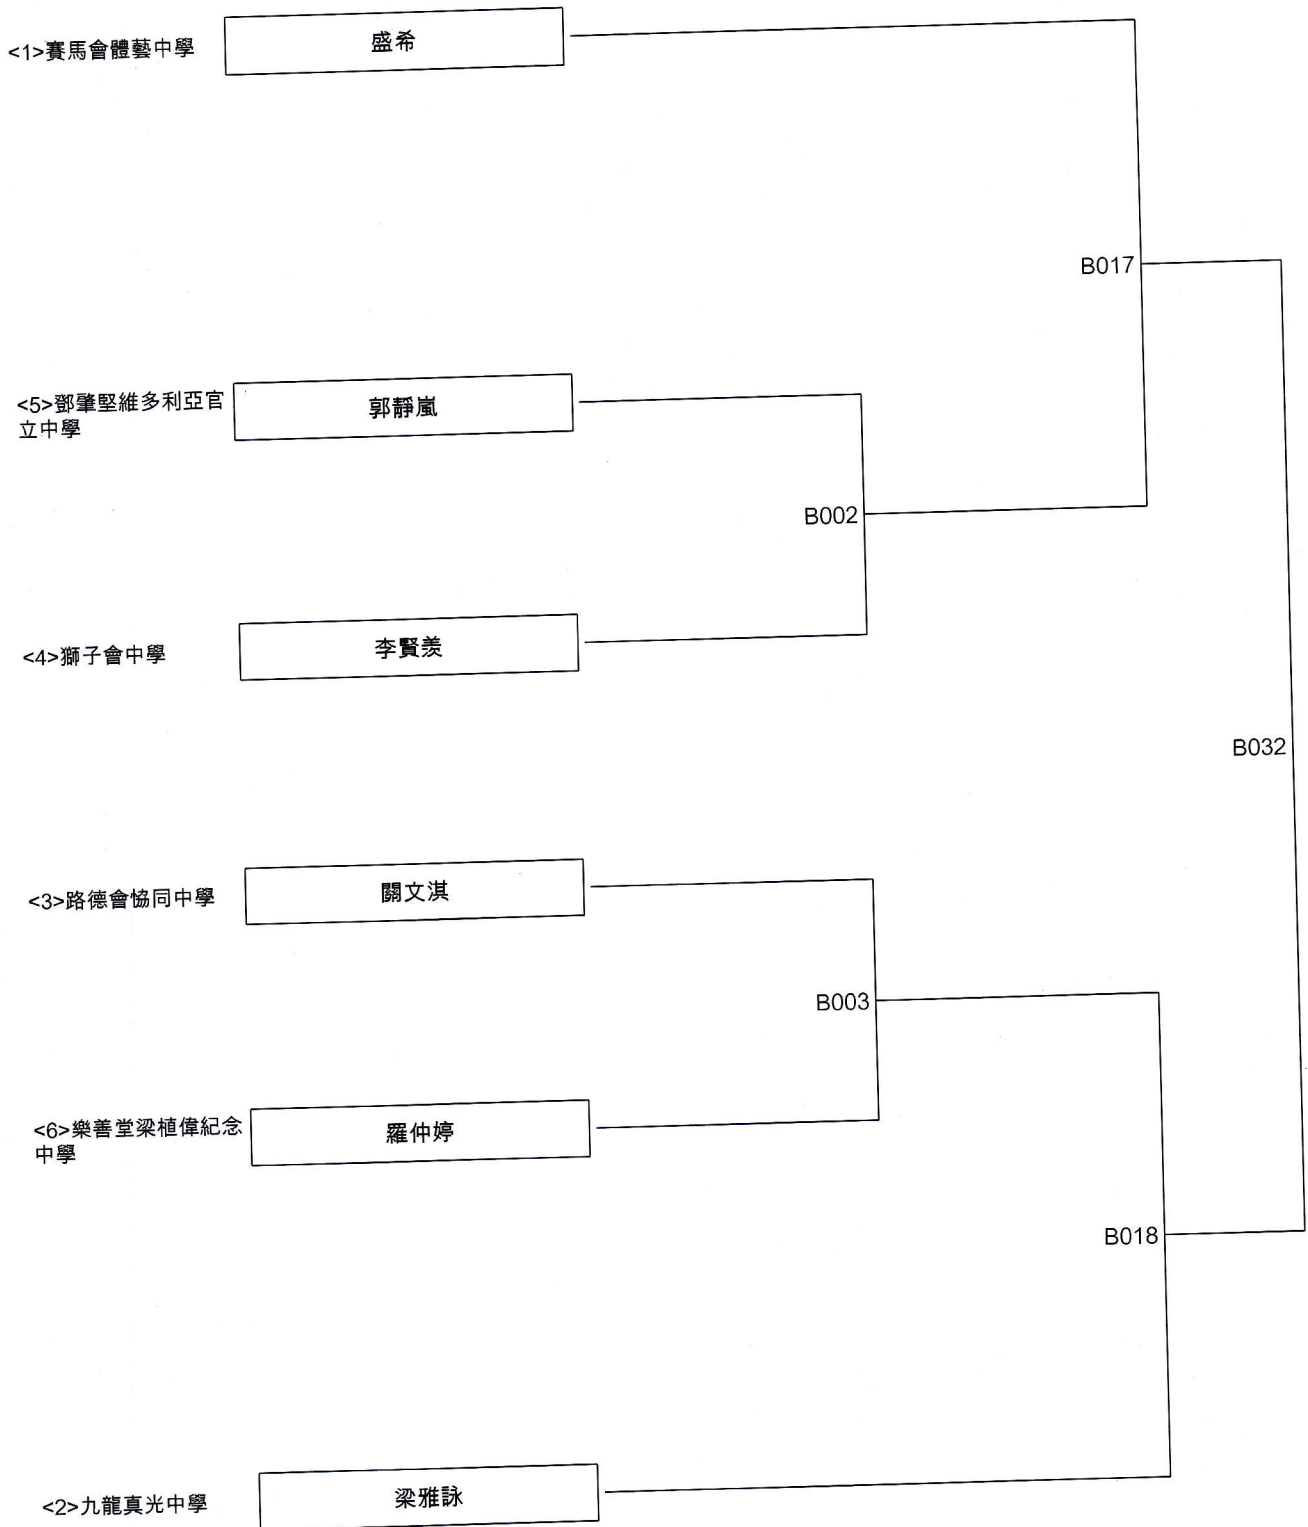 <1>賽馬會體藝中學
盛希
B017
<5>鄧肇堅維多利亞官
立中學
郭靜嵐
B002
<4>獅子會中學
李賢羨
B032
<3>路德會協同中學
關文淇
B003
<6>樂善堂梁植偉紀念
中學
羅仲婷
B018
<2>九龍真光中學
梁雅詠